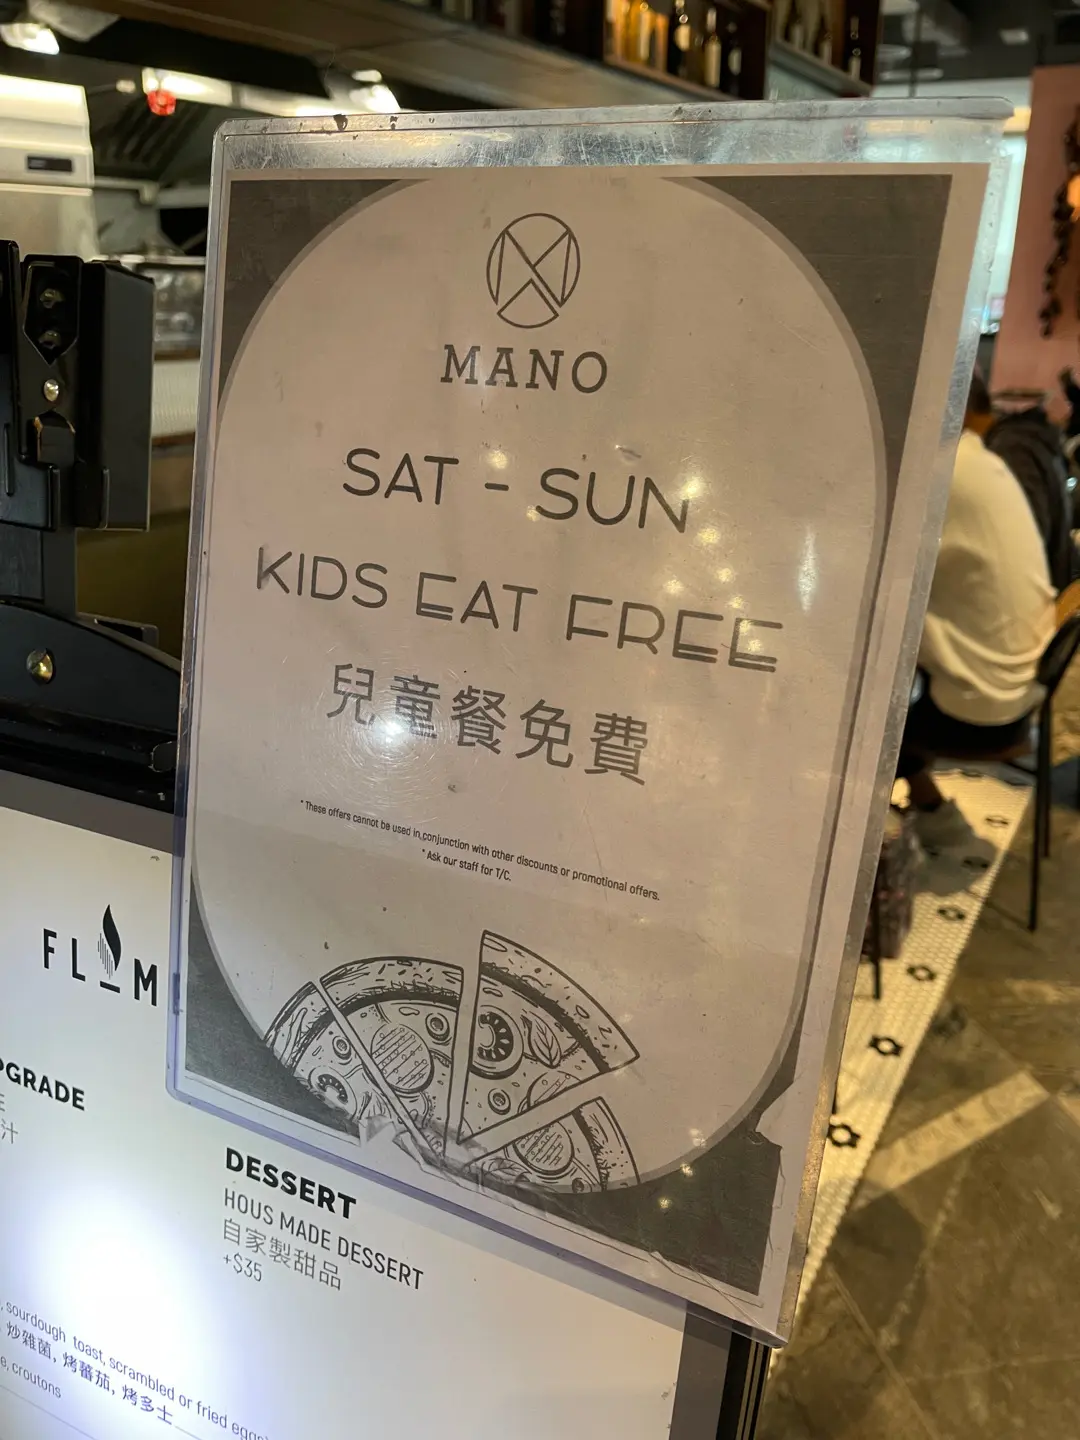 MANO
SAT - SUN
KIDS EAT FREE
兒童餐免費
* These offers cannot be used in conjunction with other discounts or promotional offers.
* Ask our staff for T/C.
FL M
PGRADE
汁
DESSERT
HOUS MADE DESSERT
自家製甜品
+$35
sourdough toast, scrambled or fried eggs
炒雜菌, 烤蕃茄, 烤多士
croutons